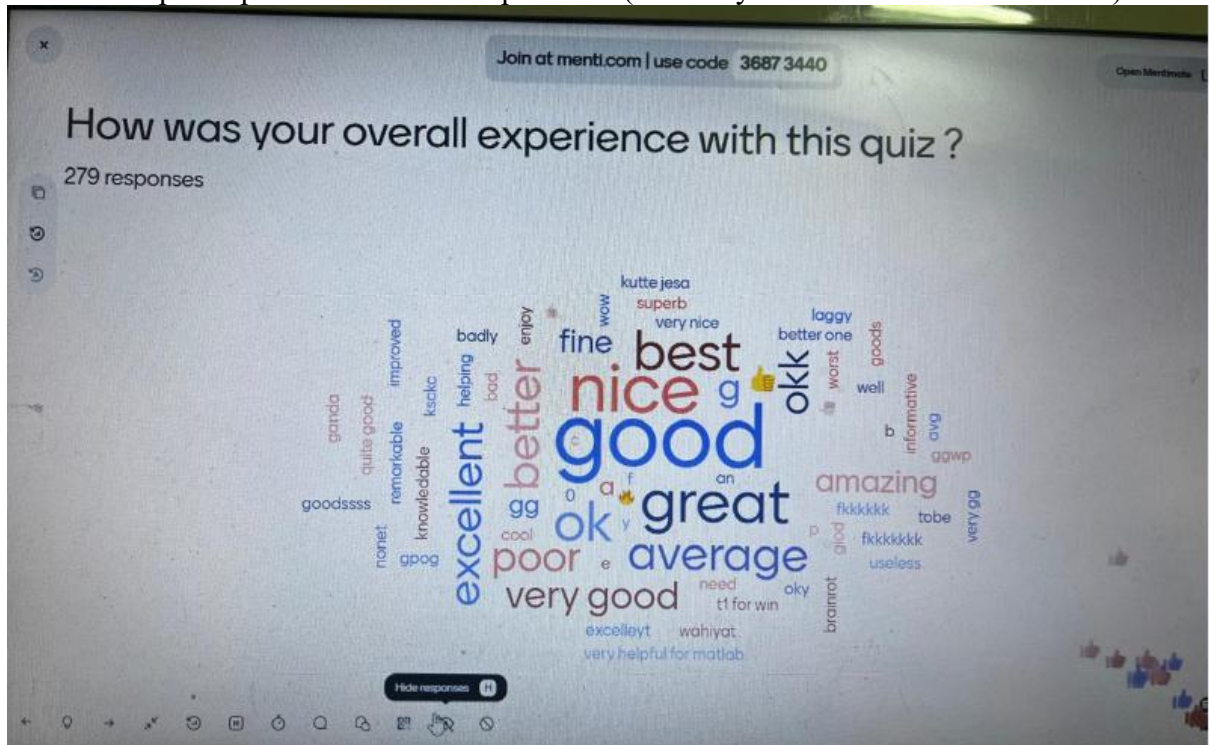 Join at menti.com | use code 3687 3440
How was your overall experience with this quiz ?
279 responses
kutte jesa
superb
wow
very nice
laggy
better one
goods
improved
badly
enjoy
fine
best
okk
worst
well
helping
bad
better
nice
g
ksckc
informative
avg
ganda
quite good
good
c
b
ggwp
remarkable
knowledable
excellent
amazing
goodssss
gg
0
a
f
an
great
fkkkkkk
tobe
very gg
ok
y
cool
p
glod
fkkkkkkk
nonet
gpog
poor
e
average
useless
very good
need
oky
t1 for win
brainrot
excelleyt
wahiyat
very helpful for matlab
Hide responses H